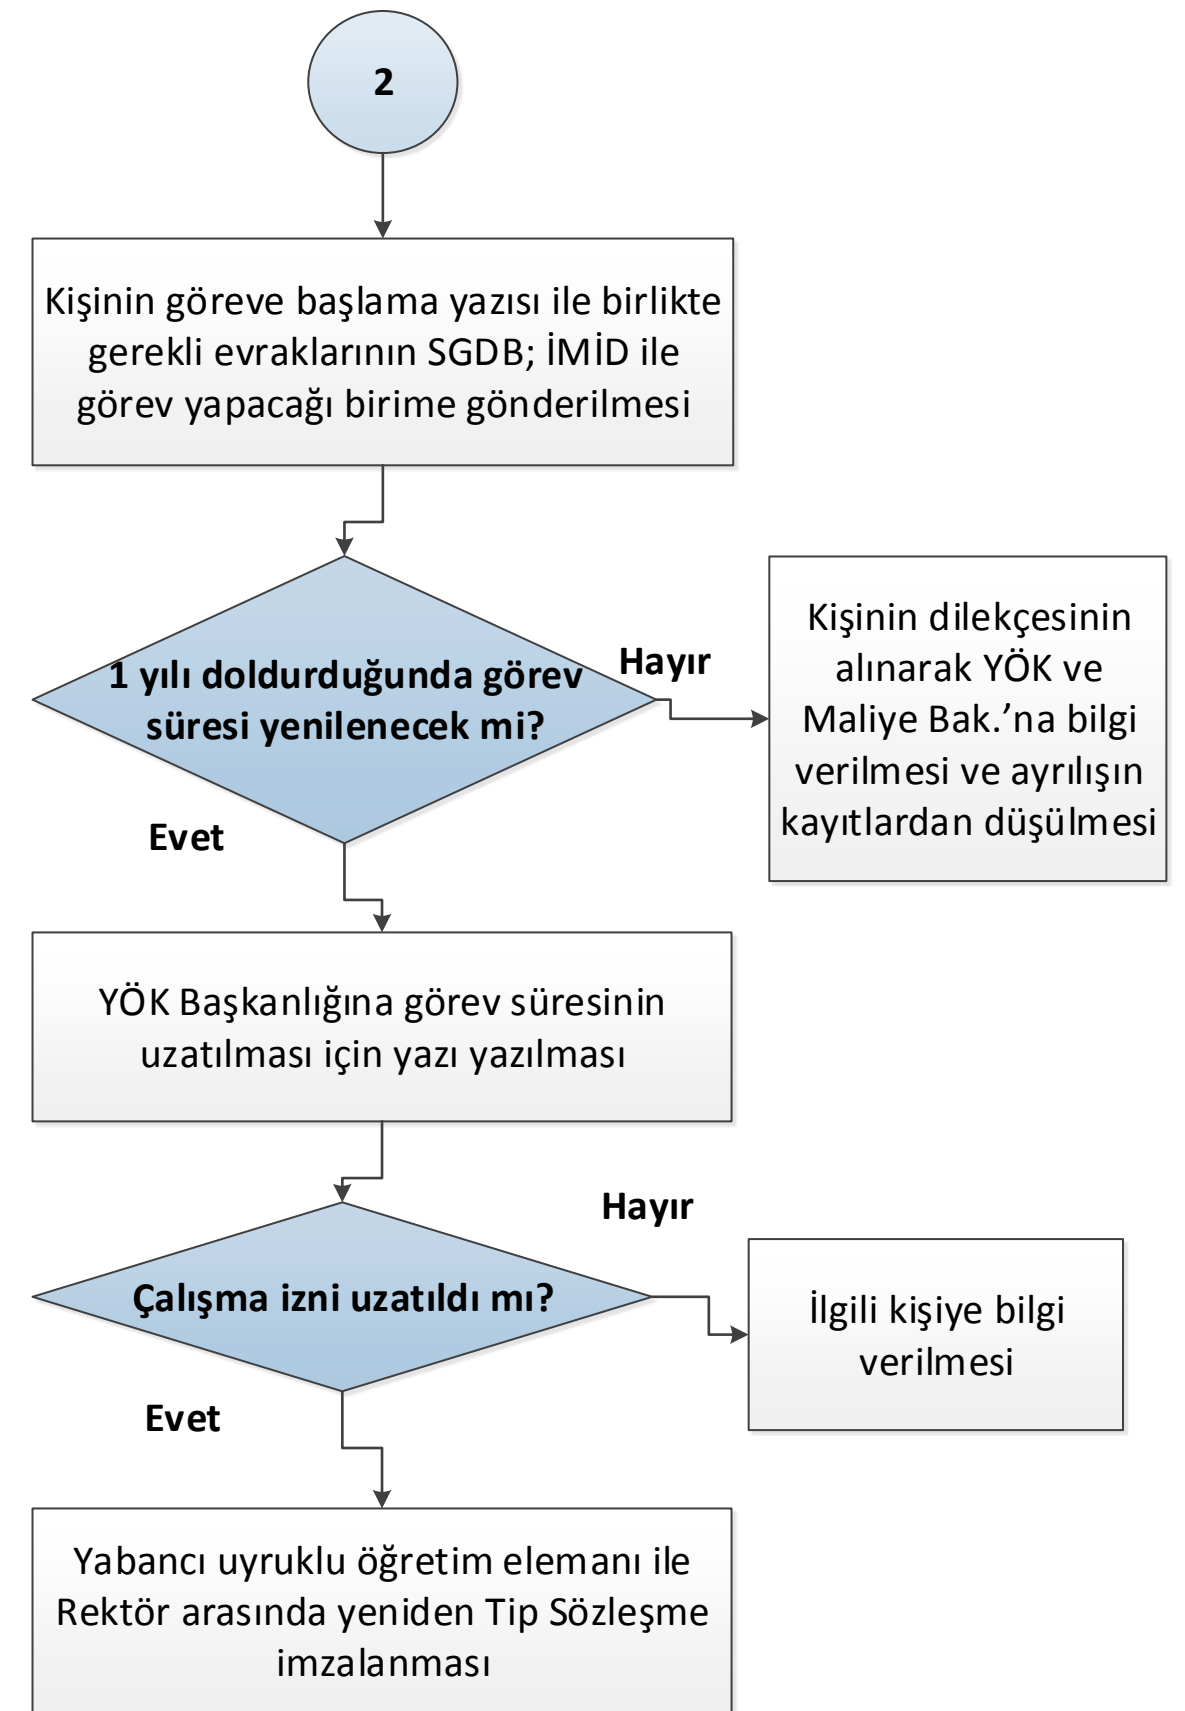 2
Kişinin göreve başlama yazısı ile birlikte
gerekli evraklarının SGDB; İMİD ile
görev yapacağı birime gönderilmesi
1 yılı doldurduğunda görev
süresi yenilenecek mi?
Hayır
Kişinin dilekçesinin
alınarak YÖK ve
Maliye Bak.’na bilgi
verilmesi ve ayrılışın
kayıtlardan düşülmesi
Evet
YÖK Başkanlığına görev süresinin
uzatılması için yazı yazılması
Hayır
Çalışma izni uzatıldı mı?
İlgili kişiye bilgi
verilmesi
Evet
Yabancı uyruklu öğretim elemanı ile
Rektör arasında yeniden Tip Sözleşme
imzalanması